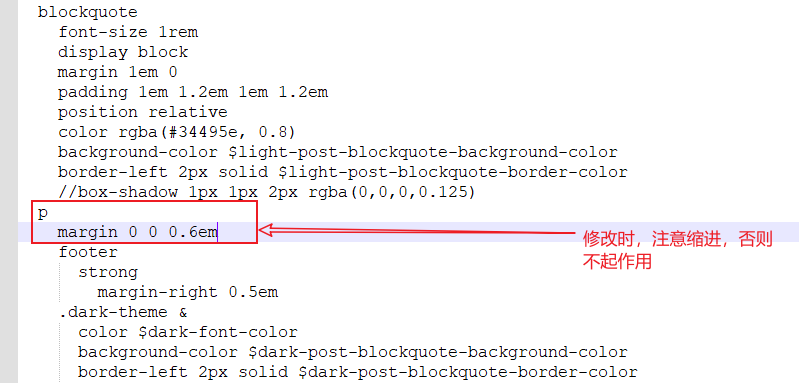 blockquote
  font-size 1rem
  display block
  margin 1em 0
  padding 1em 1.2em 1em 1.2em
  position relative
  color rgba(#34495e, 0.8)
  background-color $light-post-blockquote-background-color
  border-left 2px solid $light-post-blockquote-border-color
  //box-shadow 1px 1px 2px rgba(0,0,0,0.125)
p
  margin 0 0 0.6em
修改时，注意缩进，否则
不起作用
  footer
    strong
      margin-right 0.5em
  .dark-theme &
    color $dark-font-color
    background-color $dark-post-blockquote-background-color
    border-left 2px solid $dark-post-blockquote-border-color